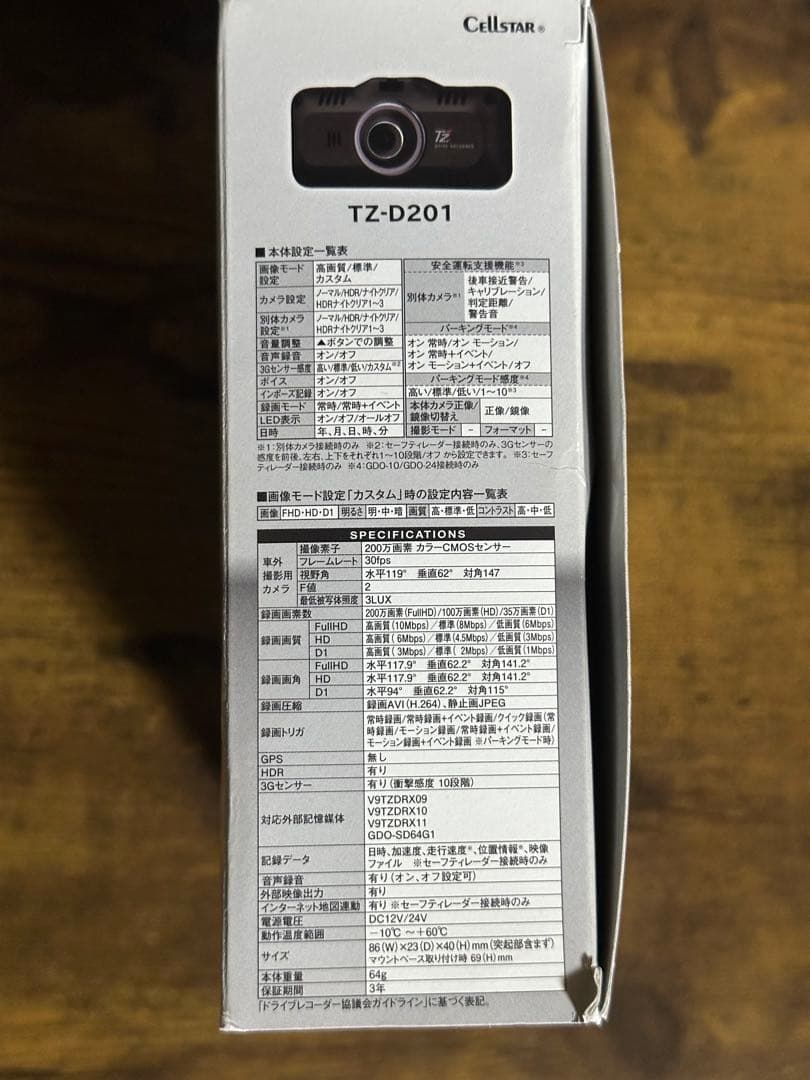 CELLSTAR®
TZ
DRIVE RECORDER
TZ-D201
■本体設定一覧表
画像モード設定 高画質/標準/カスタム
カメラ設定 ノーマル/HDR/ナイトクリア/HDRナイトクリア1～3
別体カメラ設定※1 ノーマル/HDR/ナイトクリア/HDRナイトクリア1～3
音量調整 ▲ボタンでの調整
音声録音 オン/オフ
3Gセンサー感度 高い/標準/低い/カスタム※2
ボイス オン/オフ
インポーズ記録 オン/オフ
録画モード 常時/常時+イベント
LED表示 オン/オフ/オールオフ
日時 年、月、日、時、分
安全運転支援機能※3
別体カメラ※1 後車接近警告/キャリブレーション/判定距離/警告音
パーキングモード※4
オン 常時/オン モーション/
オン 常時+イベント/
オン モーション+イベント/オフ
パーキングモード感度※4
高い/標準/低い/1～10※3
本体カメラ正像/鏡像切替え 正像/鏡像
撮影モード － フォーマット －
※1:別体カメラ接続時のみ ※2:セーフティレーダー接続時のみ、3Gセンサーの
感度を前後、左右、上下をそれぞれ1～10段階/オフ から設定できます。 ※3:セーフ
ティレーダー接続時のみ ※4:GDO-10/GDO-24接続時のみ
■画像モード設定「カスタム」時の設定内容一覧表
画像 FHD・HD・D1 明るさ 明・中・暗 画質 高・標準・低 コントラスト 高・中・低
SPECIFICATIONS
車外撮影用カメラ 撮像素子 200万画素 カラーCMOSセンサー
フレームレート 30fps
視野角 水平119° 垂直62° 対角147
F値 2
最低被写体照度 3LUX
録画画素数 200万画素(FullHD)/100万画素(HD)/35万画素(D1)
録画画質 FullHD 高画質(10Mbps)/標準(8Mbps)/低画質(6Mbps)
HD 高画質(6Mbps)/標準(4.5Mbps)/低画質(3Mbps)
D1 高画質(3Mbps)/標準(2Mbps)/低画質(1Mbps)
録画画角 FullHD 水平117.9° 垂直62.2° 対角141.2°
HD 水平117.9° 垂直62.2° 対角141.2°
D1 水平94° 垂直62.2° 対角115°
録画圧縮 録画AVI(H.264)、静止画JPEG
録画トリガ 常時録画/常時録画+イベント録画/クイック録画(常
時録画/モーション録画/常時録画+イベント録画/
モーション録画+イベント録画 ※パーキングモード時)
GPS 無し
HDR 有り
3Gセンサー 有り(衝撃感度 10段階)
対応外部記憶媒体 V9TZDRX09
V9TZDRX10
V9TZDRX11
GDO-SD64G1
記録データ 日時、加速度、走行速度※、位置情報※、映像
ファイル ※セーフティレーダー接続時のみ
音声録音 有り(オン、オフ設定可)
外部映像出力 有り
インターネット地図連動 有り ※セーフティレーダー接続時のみ
電源電圧 DC12V/24V
動作温度範囲 －10℃ ～+60℃
サイズ 86(W)×23(D)×40(H)mm(突起部含まず)
マウントベース取り付け時 69(H)mm
本体重量 64g
保証期間 3年
「ドライブレコーダー協議会ガイドライン」に基づく表記。